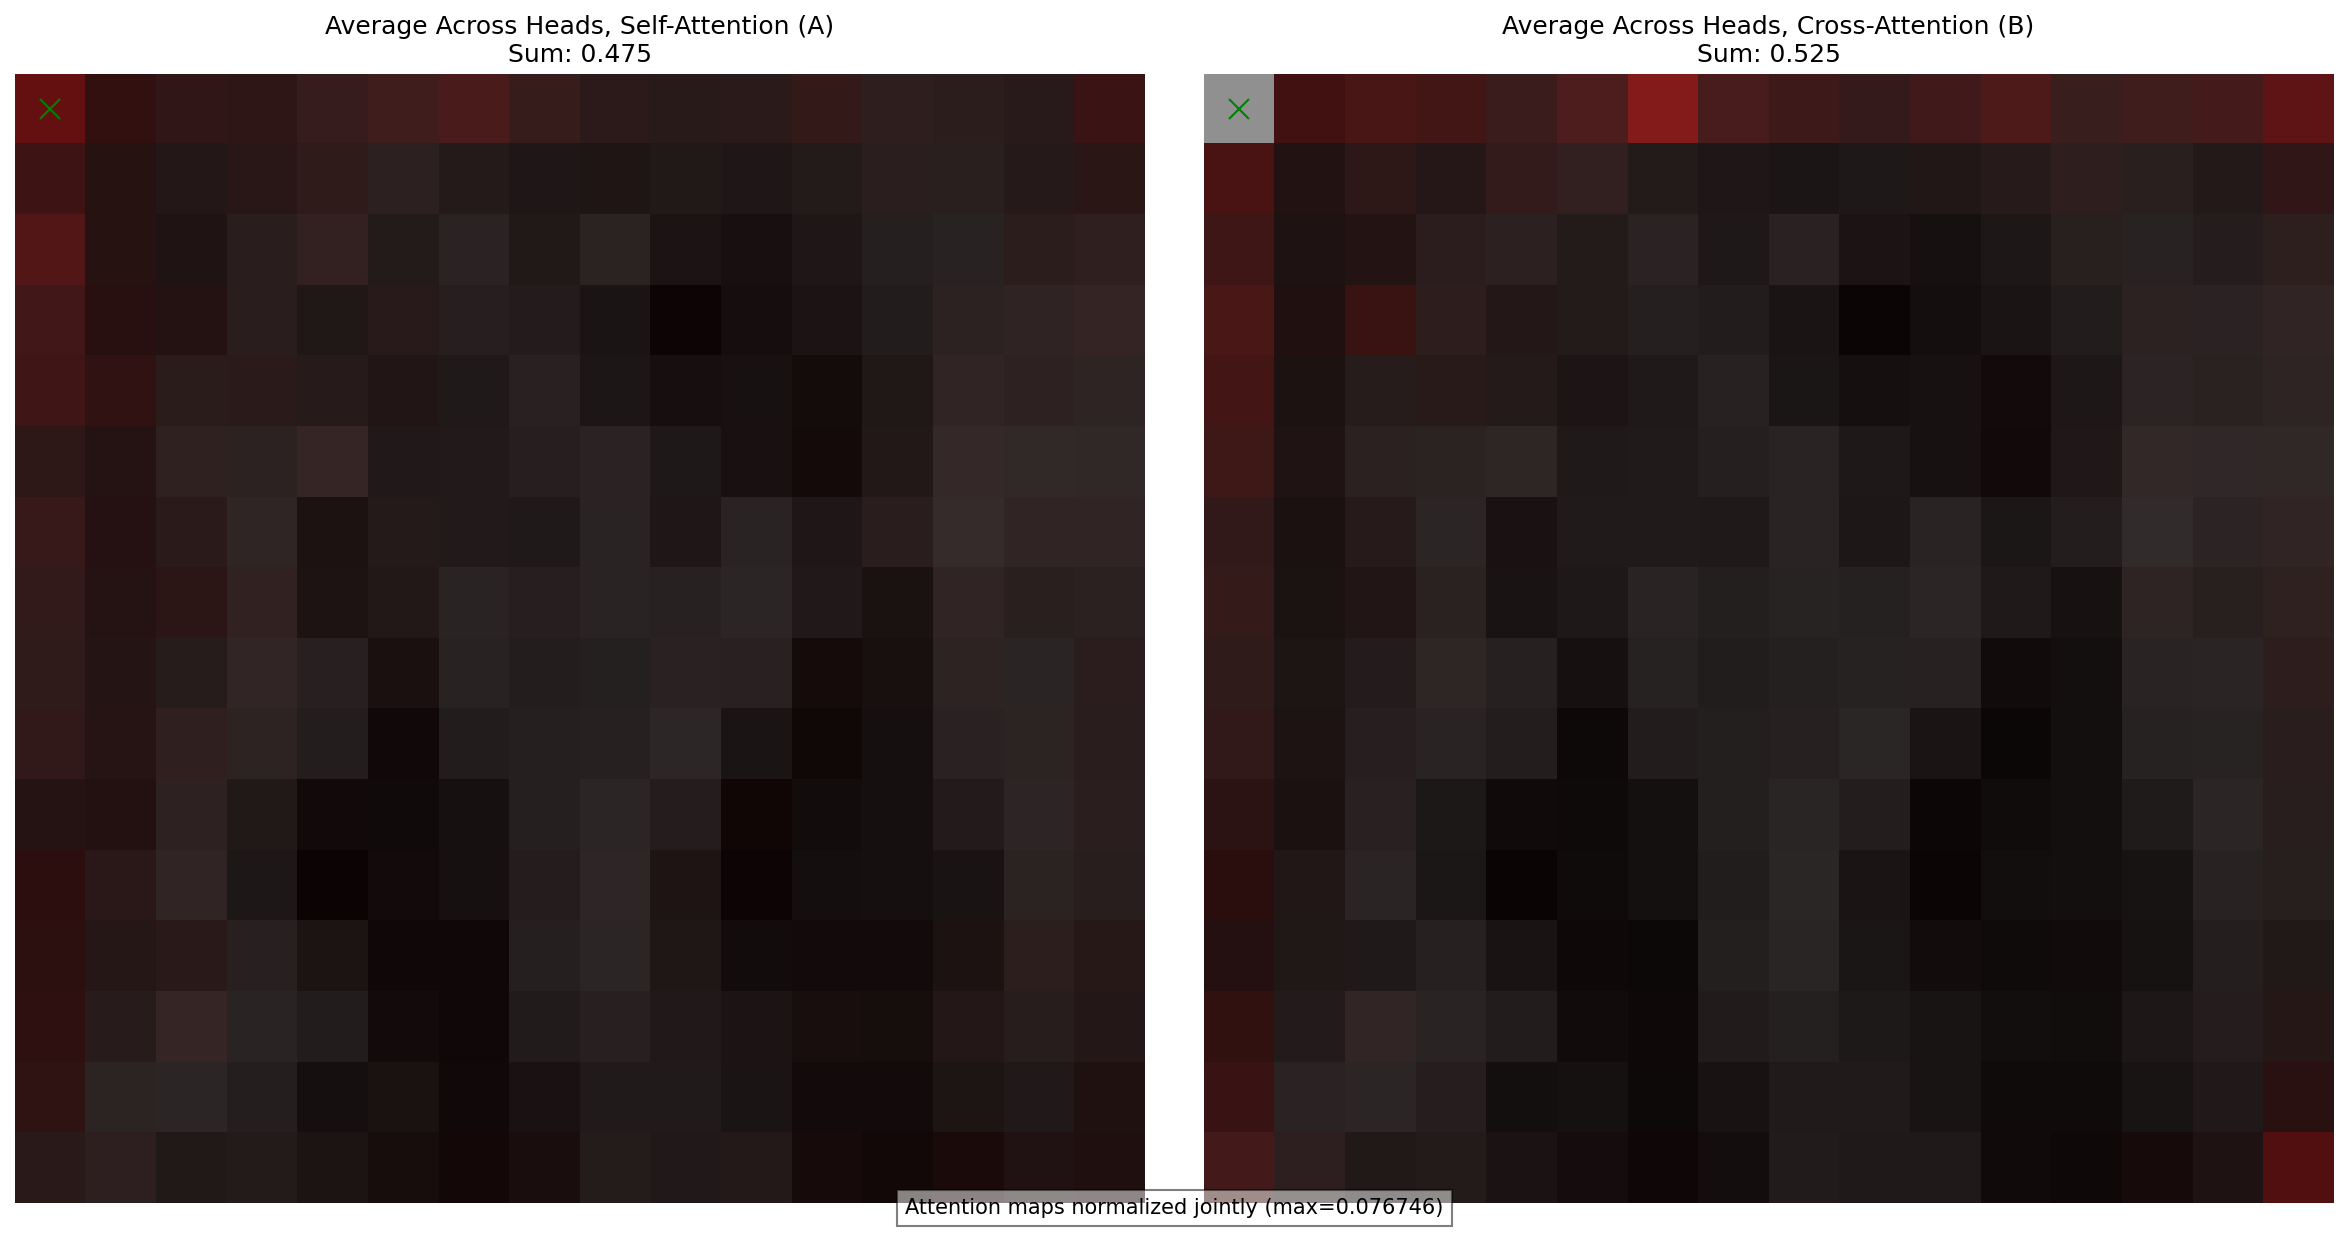 Average Across Heads, Self-Attention (A)
Sum: 0.475
Average Across Heads, Cross-Attention (B)
Sum: 0.525
Attention maps normalized jointly (max=0.076746)